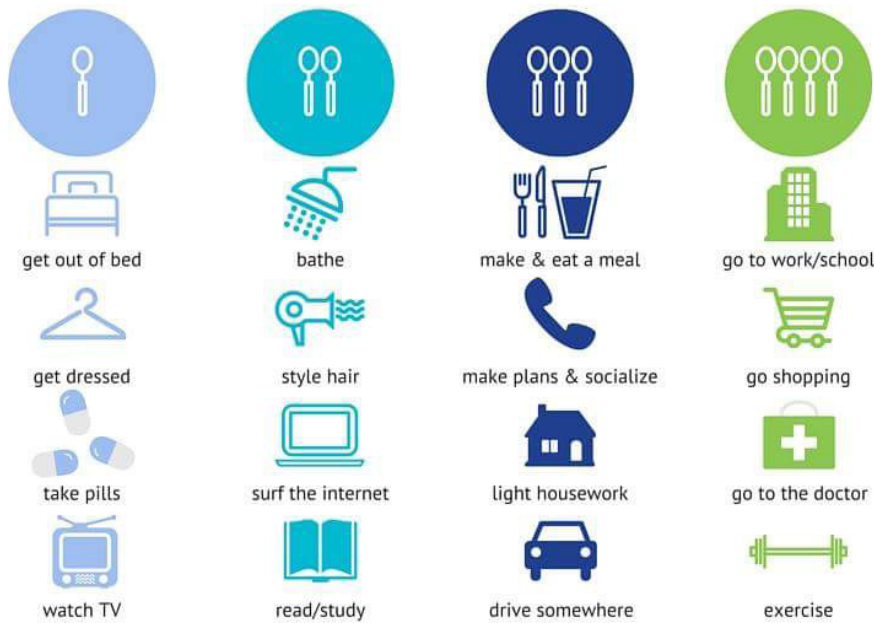 get out of bed
bathe
make & eat a meal
go to work/school
get dressed
style hair
make plans & socialize
go shopping
take pills
surf the internet
light housework
go to the doctor
watch TV
read/study
drive somewhere
exercise